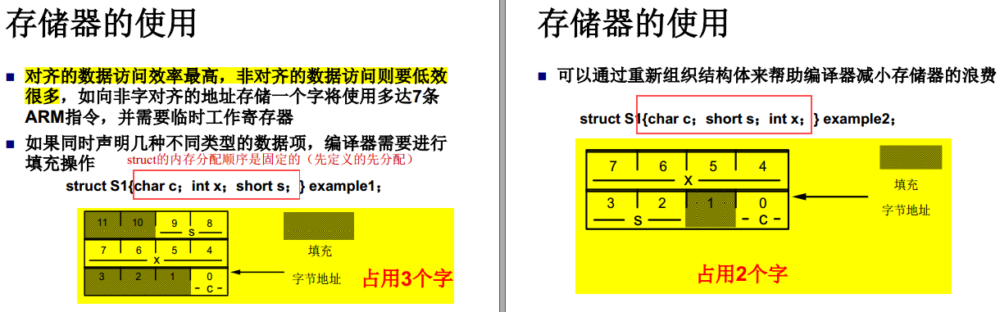 存储器的使用
■ 对齐的数据访问效率最高，非对齐的数据访问则要低效
很多，如向非字对齐的地址存储一个字将使用多达7条
ARM指令，并需要临时工作寄存器
■ 如果同时声明几种不同类型的数据项，编译器需要进行
填充操作
struct的内存分配顺序是固定的（先定义的先分配）
struct S1{char c；int x；short s；} example1；
11 10 9 8
s
7 6 5 4
x
3 2 1 0
c
填充
字节地址
占用3个字
存储器的使用
■ 可以通过重新组织结构体来帮助编译器减小存储器的浪费
struct S1{char c；short s；int x；} example2；
7 6 5 4
x
3 2 1 0
s c
填充
字节地址
占用2个字